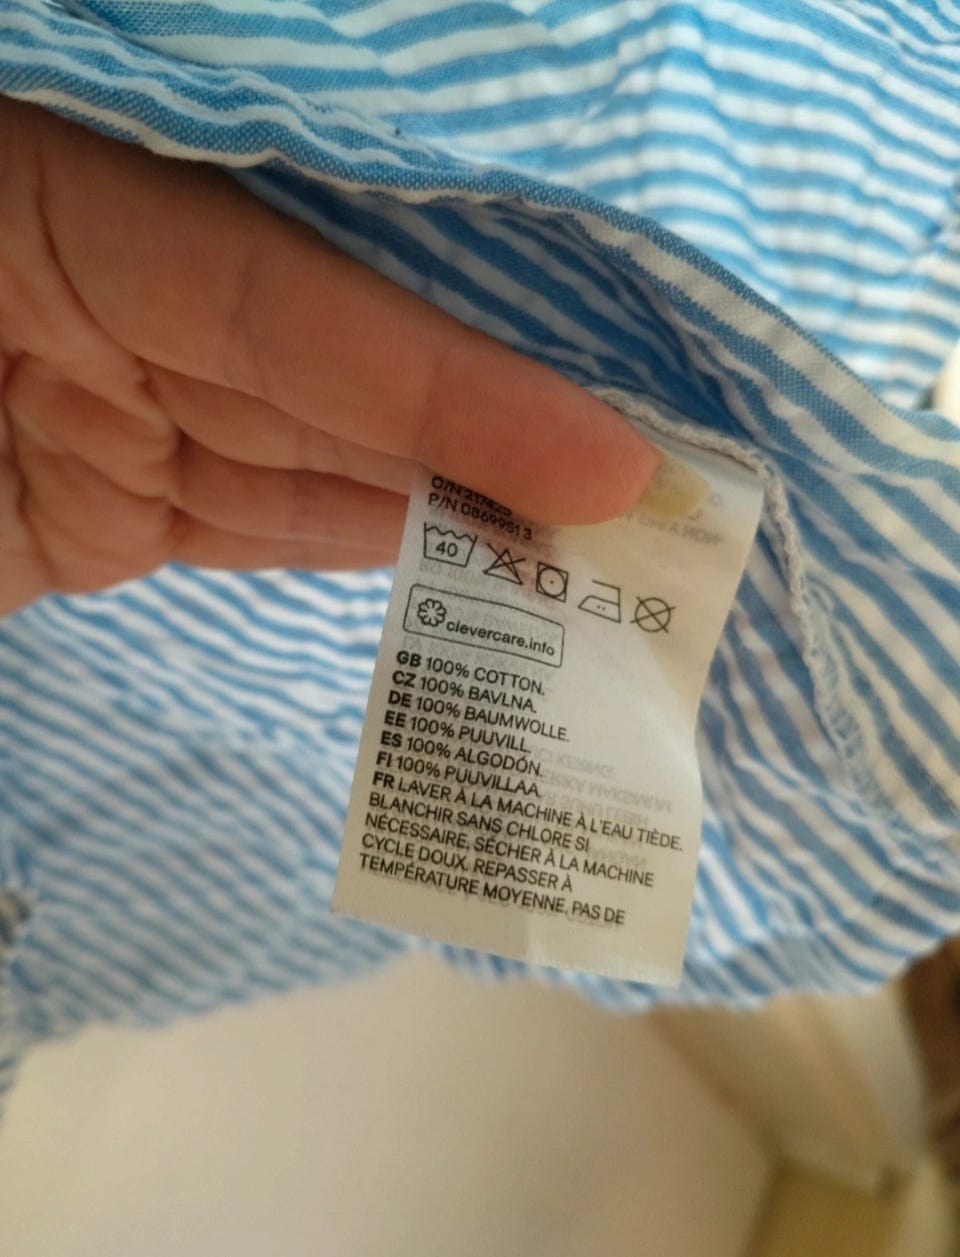 P/N 0869951 3
40
clevercare.info
GB 100% COTTON.
CZ 100% BAVLNA.
DE 100% BAUMWOLLE.
EE 100% PUUVILL.
ES 100% ALGODÓN.
FI 100% PUUVILLAA.
FR LAVER À LA MACHINE À L'EAU TIÈDE.
BLANCHIR SANS CHLORE SI
NÉCESSAIRE, SÉCHER À LA MACHINE
CYCLE DOUX. REPASSER À
TEMPÉRATURE MOYENNE. PAS DE